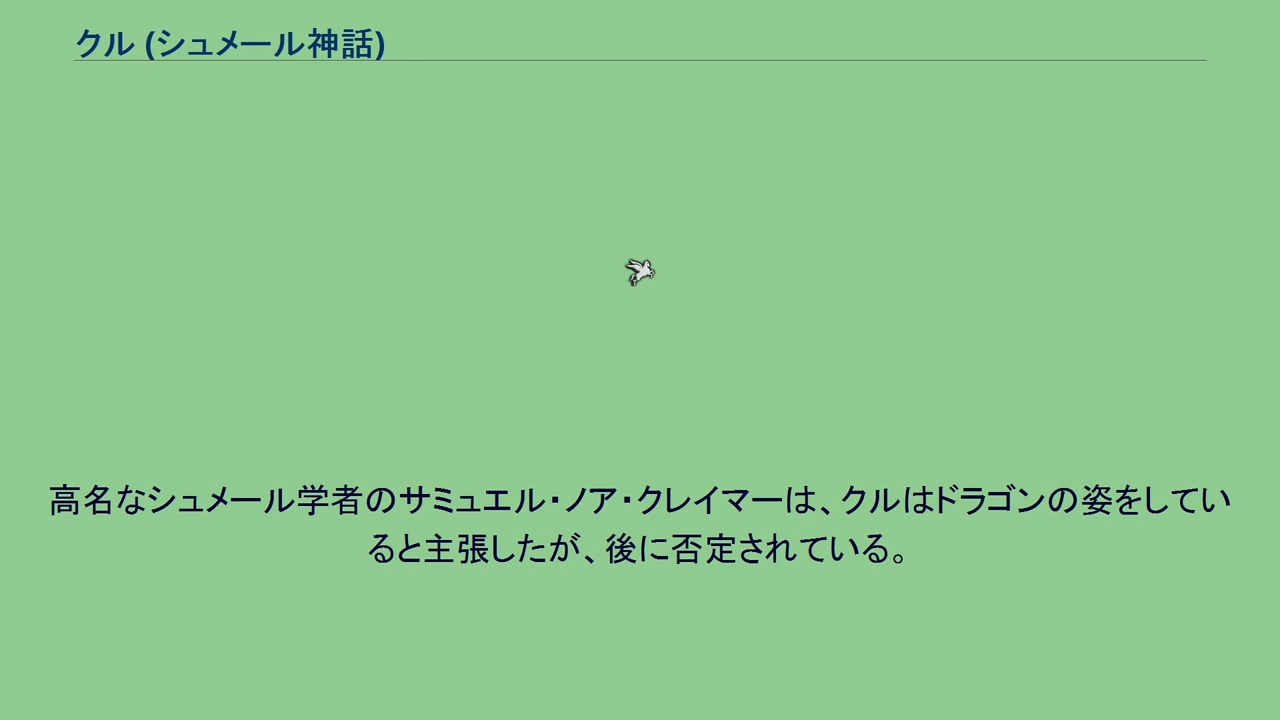 クル (シュメール神話)
高名なシュメール学者のサミュエル・ノア・クレイマーは、クルはドラゴンの姿をしてい
ると主張したが、後に否定されている。